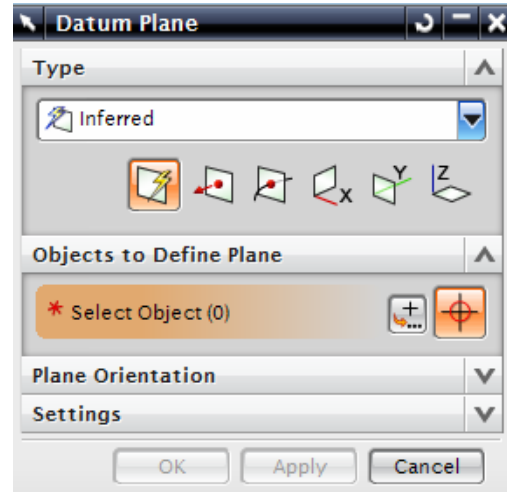 Datum Plane
Type
Inferred
X Y Z
Objects to Define Plane
* Select Object (0)
Plane Orientation
Settings
OK Apply Cancel